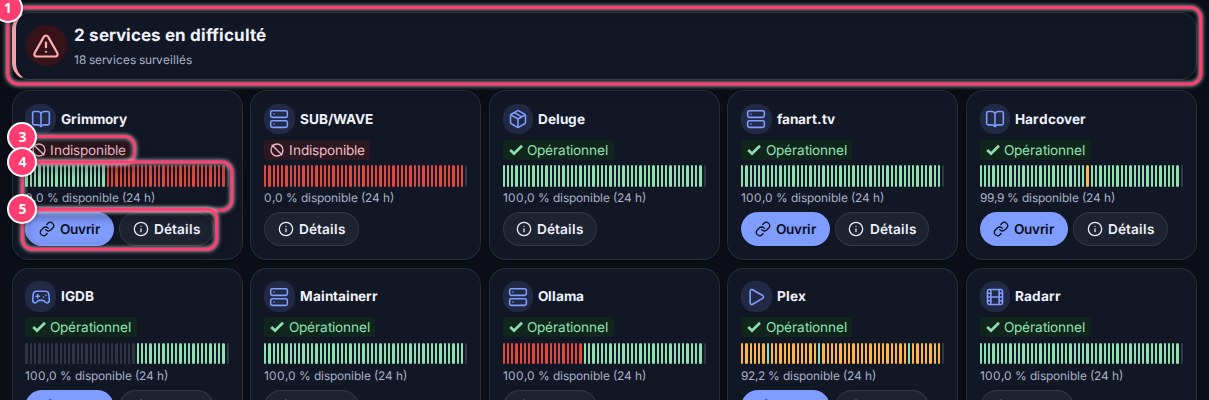 1
2 services en difficulté
18 services surveillés
Grimmory
SUB/WAVE
Deluge
fanart.tv
Hardcover
3
Indisponible
Indisponible
Opérationnel
Opérationnel
Opérationnel
4
0,0 % disponible (24 h)
0,0 % disponible (24 h)
100,0 % disponible (24 h)
100,0 % disponible (24 h)
99,9 % disponible (24 h)
5
Ouvrir
Détails
Détails
Détails
Ouvrir
Détails
Ouvrir
Détails
IGDB
Maintainerr
Ollama
Plex
Radarr
Opérationnel
Opérationnel
Opérationnel
Opérationnel
Opérationnel
100,0 % disponible (24 h)
100,0 % disponible (24 h)
100,0 % disponible (24 h)
92,2 % disponible (24 h)
100,0 % disponible (24 h)